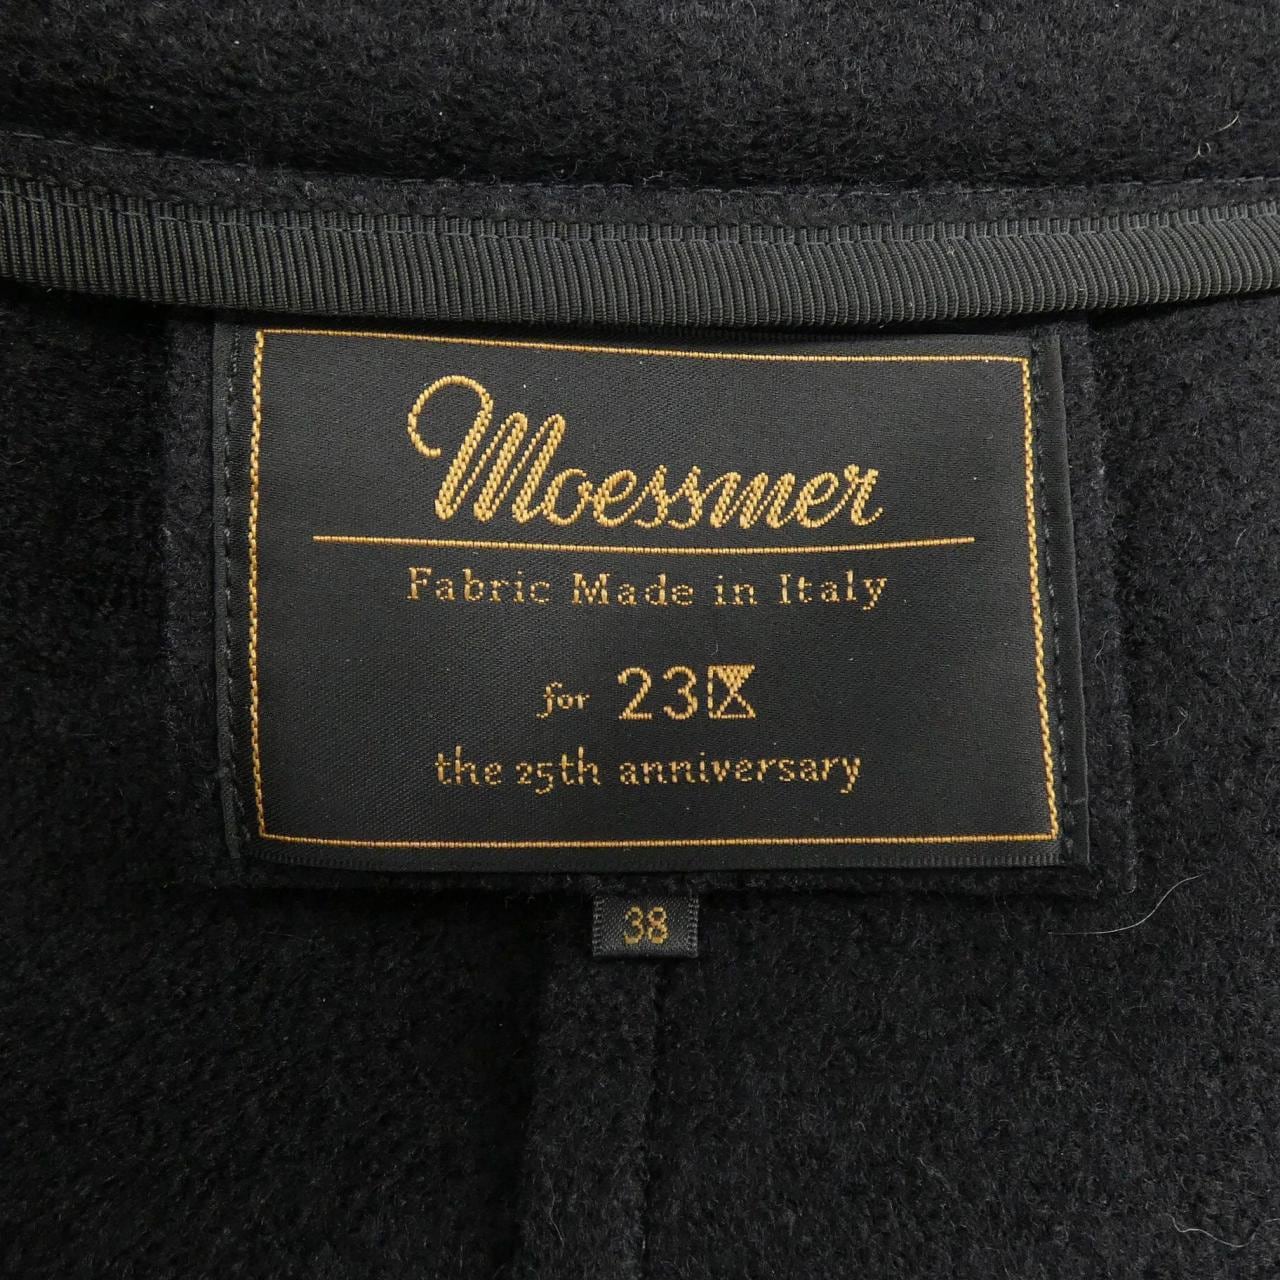 Moessmer
Fabric Made in Italy
for 23区
the 25th anniversary
38